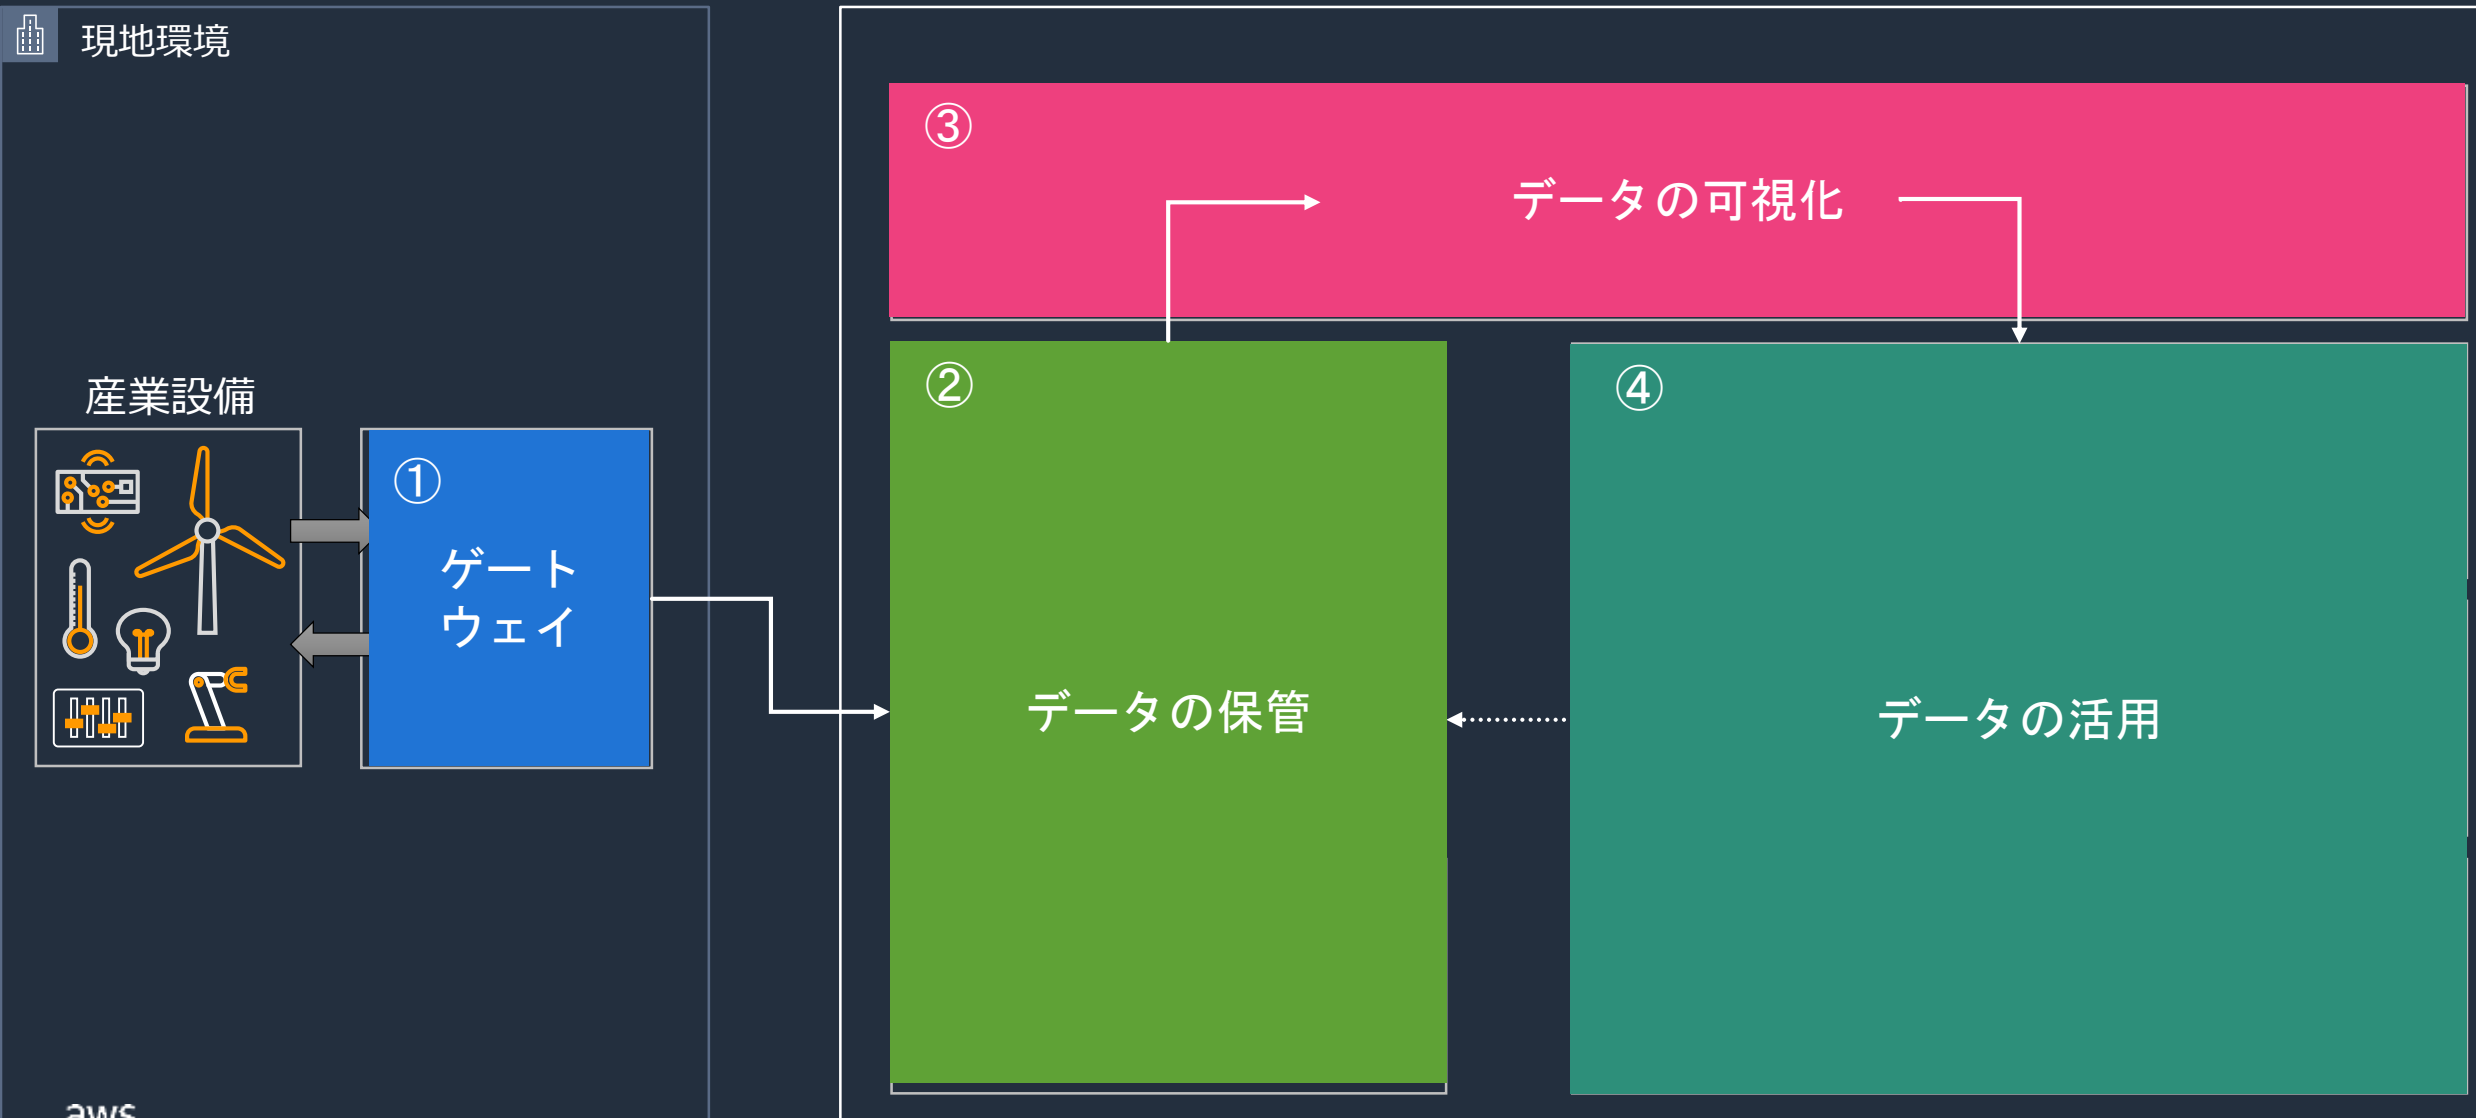 現地環境
③
データの可視化
②
④
産業設備
①
ゲート
ウェイ
データの保管
データの活用
aws